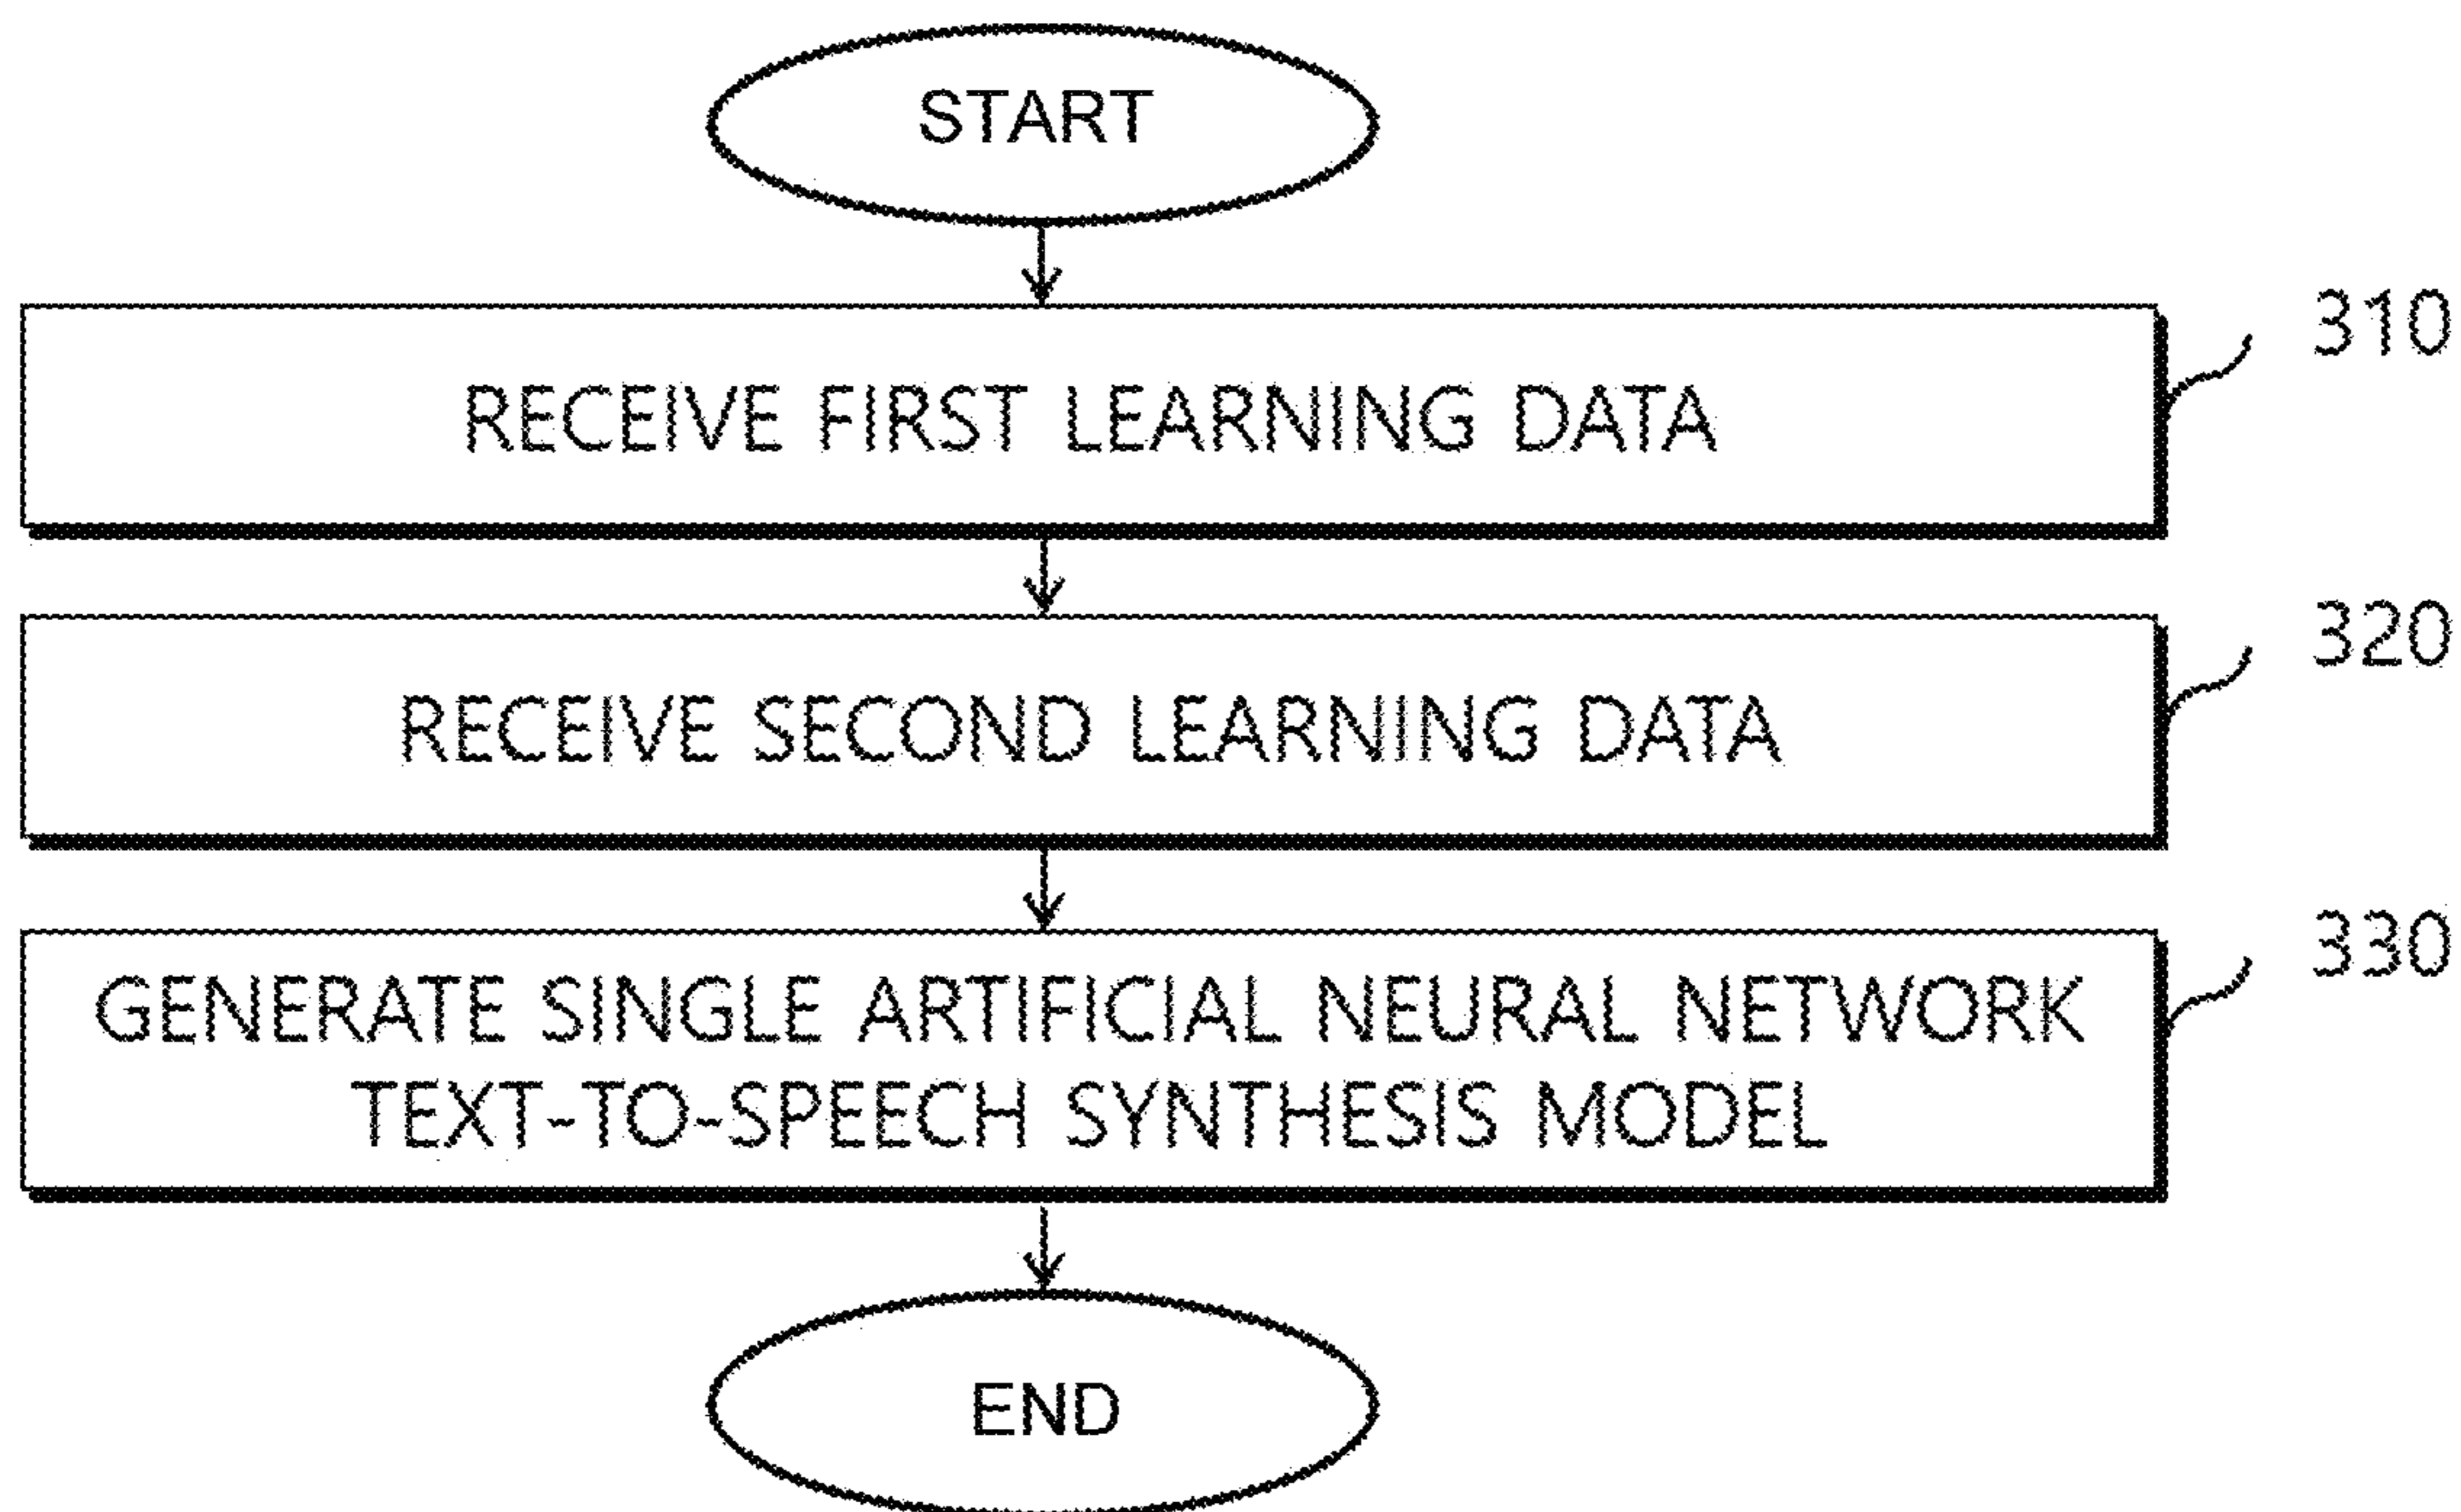 START
310
RECEIVE FIRST LEARNING DATA
320
RECEIVE SECOND LEARNING DATA
330
GENERATE SINGLE ARTIFICIAL NEURAL NETWORK
TEXT-TO-SPEECH SYNTHESIS MODEL
END